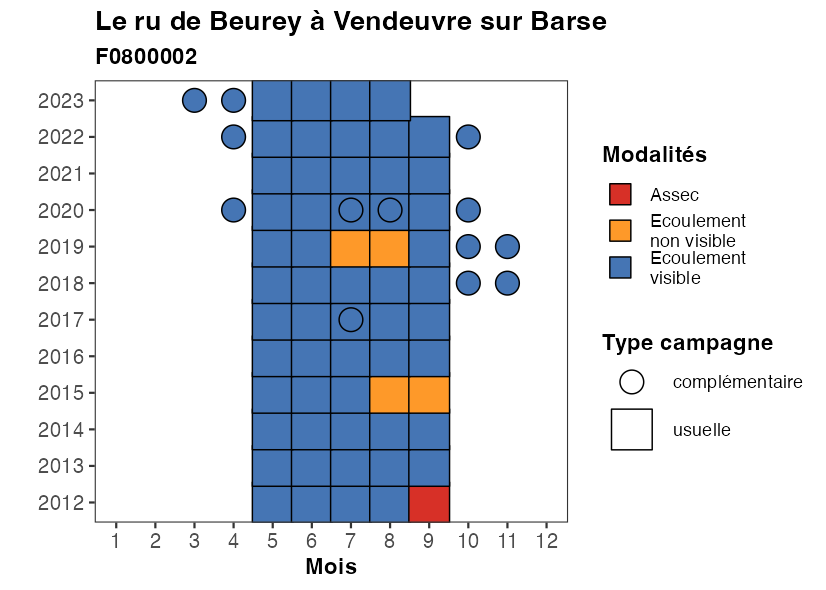 Le ru de Beurey à Vendeuvre sur Barse
F0800002
2023
2022
2021
2020
2019
2018
2017
2016
2015
2014
2013
2012
1 2 3 4 5 6 7 8 9 10 11 12
Mois
Modalités
Assec
Ecoulement
non visible
Ecoulement
visible
Type campagne
complémentaire
usuelle